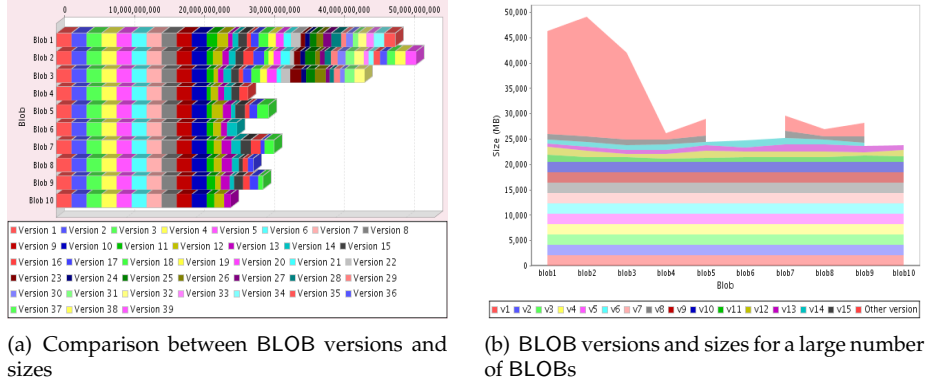 0 10,000,000,000 20,000,000,000 30,000,000,000 40,000,000,000 50,000,000,000
Blob 1
Blob 2
Blob 3
Blob 4
Blob 5
Blob 6
Blob 7
Blob 8
Blob 9
Blob 10
Blob
Version 1 Version 2 Version 3 Version 4 Version 5 Version 6 Version 7 Version 8
Version 9 Version 10 Version 11 Version 12 Version 13 Version 14 Version 15
Version 16 Version 17 Version 18 Version 19 Version 20 Version 21 Version 22
Version 23 Version 24 Version 25 Version 26 Version 27 Version 28 Version 29
Version 30 Version 31 Version 32 Version 33 Version 34 Version 35 Version 36
Version 37 Version 38 Version 39
(a) Comparison between BLOB versions and
sizes
50,000
45,000
40,000
35,000
30,000
25,000
20,000
15,000
10,000
5,000
0
Size (MB)
blob1 blob2 blob3 blob4 blob5 blob6 blob7 blob8 blob9 blob10
Blob
v1 v2 v3 v4 v5 v6 v7 v8 v9 v10 v11 v12 v13 v14 v15 Other version
(b) BLOB versions and sizes for a large number
of BLOBs